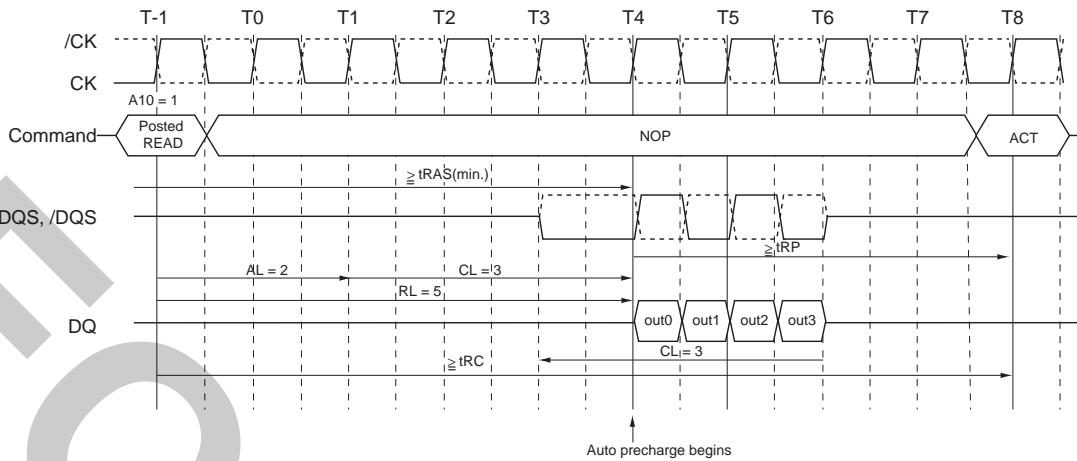 T-1 T0 T1 T2 T3 T4 T5 T6 T7 T8
/CK
CK
A10 = 1
Command
Posted
READ
NOP
ACT
≧ tRAS(min.)
DQS, /DQS
≧ tRP
AL = 2
CL = 3
RL = 5
DQ
out0 out1 out2 out3
CL = 3
≧ tRC
Auto precharge begins